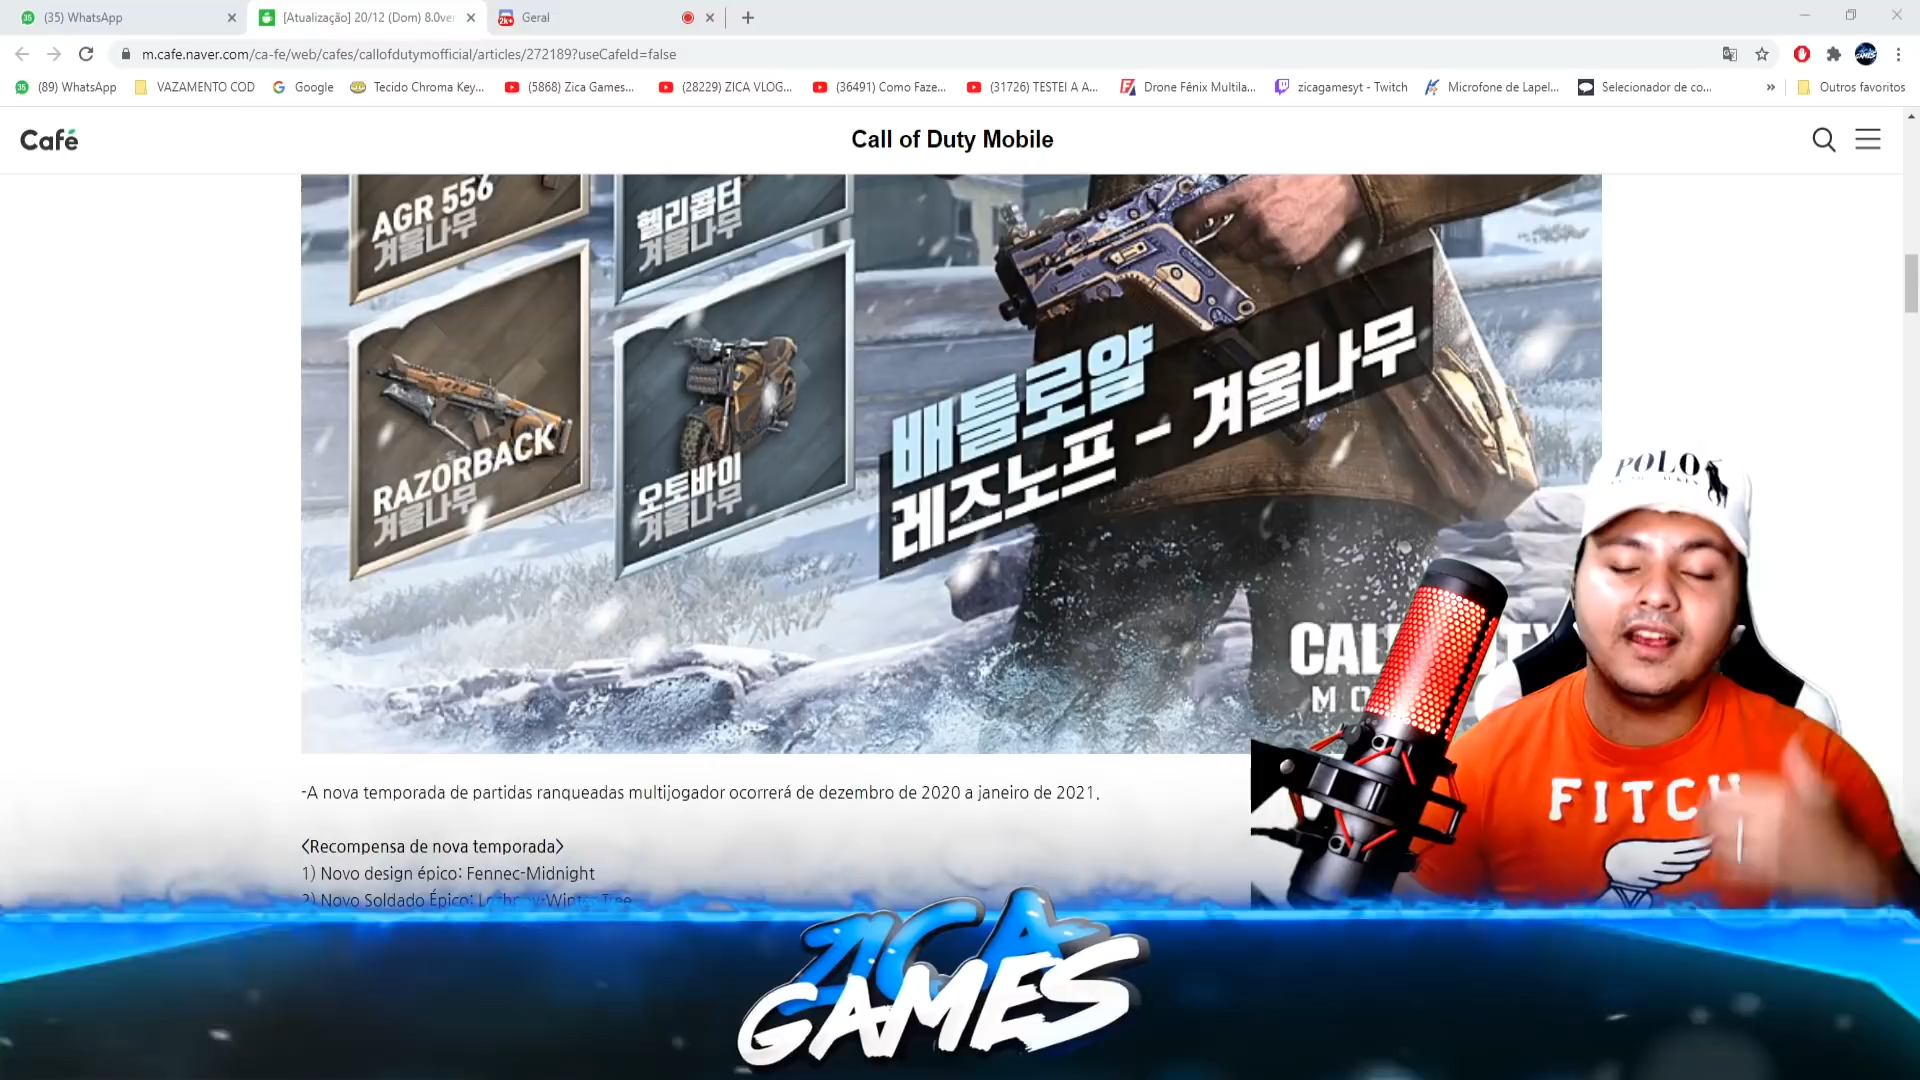 (35) WhatsApp
[Atualização] 20/12 (Dom) 8.0ver
Geral
m.cafe.naver.com/ca-fe/web/cafes/callofdutymofficial/articles/272189?useCafeId=false
(89) WhatsApp
VAZAMENTO COD
Google
Tecido Chroma Key...
(5868) Zica Games...
(28229) ZICA VLOG...
(36491) Como Faze...
(31726) TESTEI A A...
Drone Fênix Multila...
zicagamesyt - Twitch
Microfone de Lapel...
Selecionador de co...
»
Outros favoritos
Café
Call of Duty Mobile
AGR 556
겨울나무
헬리콥터
겨울나무
RAZORBACK
겨울나무
오토바이
겨울나무
배틀로얄
레즈노프 - 겨울나무
POLO
FITCH
-A nova temporada de partidas ranqueadas multijogador ocorrerá de dezembro de 2020 a janeiro de 2021.
<Recompensa de nova temporada>
1) Novo design épico: Fennec-Midnight
2) Novo Soldado Épico:
ZICA
GAMES